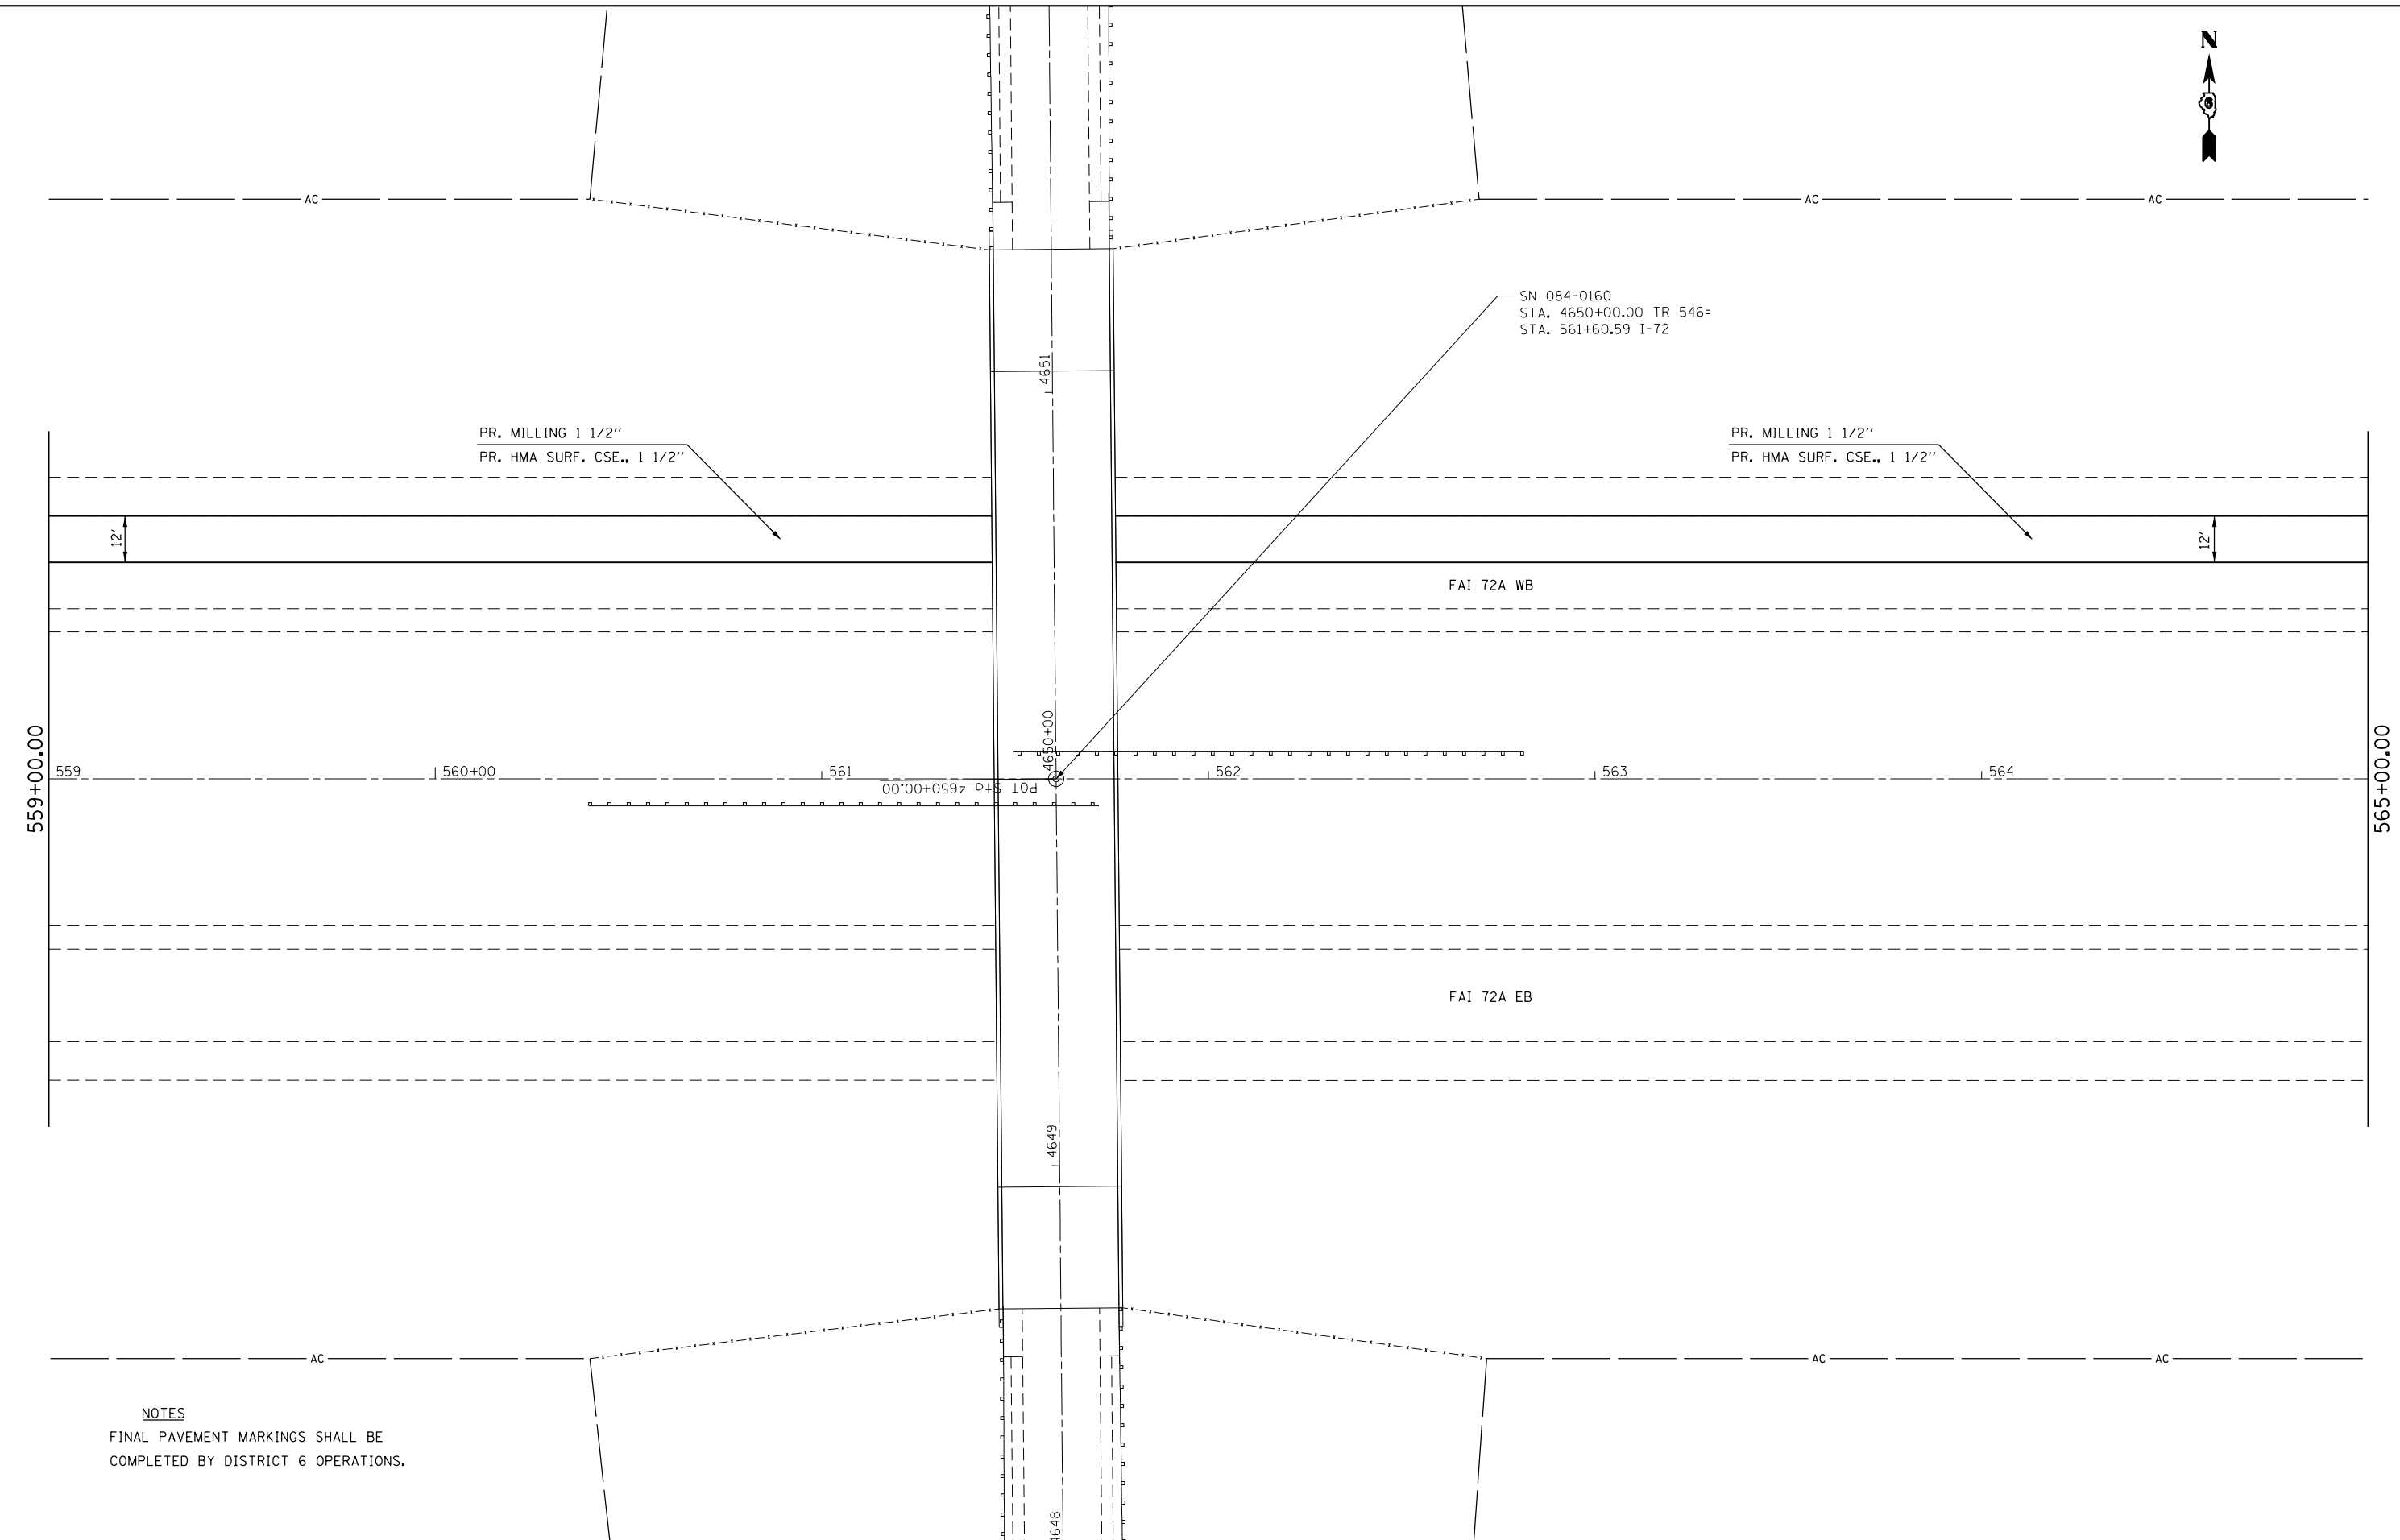 N
6
AC
AC
AC
SN 084-0160
STA. 4650+00.00 TR 546=
STA. 561+60.59 I-72
4651
PR. MILLING 1 1/2"
PR. HMA SURF. CSE., 1 1/2"
PR. MILLING 1 1/2"
PR. HMA SURF. CSE., 1 1/2"
12'
12'
FAI 72A WB
559+00.00
4650+00
559
560+00
561
562
563
564
565+00.00
POT Sta 4650+00.00
FAI 72A EB
4649
AC
AC
AC
NOTES
FINAL PAVEMENT MARKINGS SHALL BE
COMPLETED BY DISTRICT 6 OPERATIONS.
4648